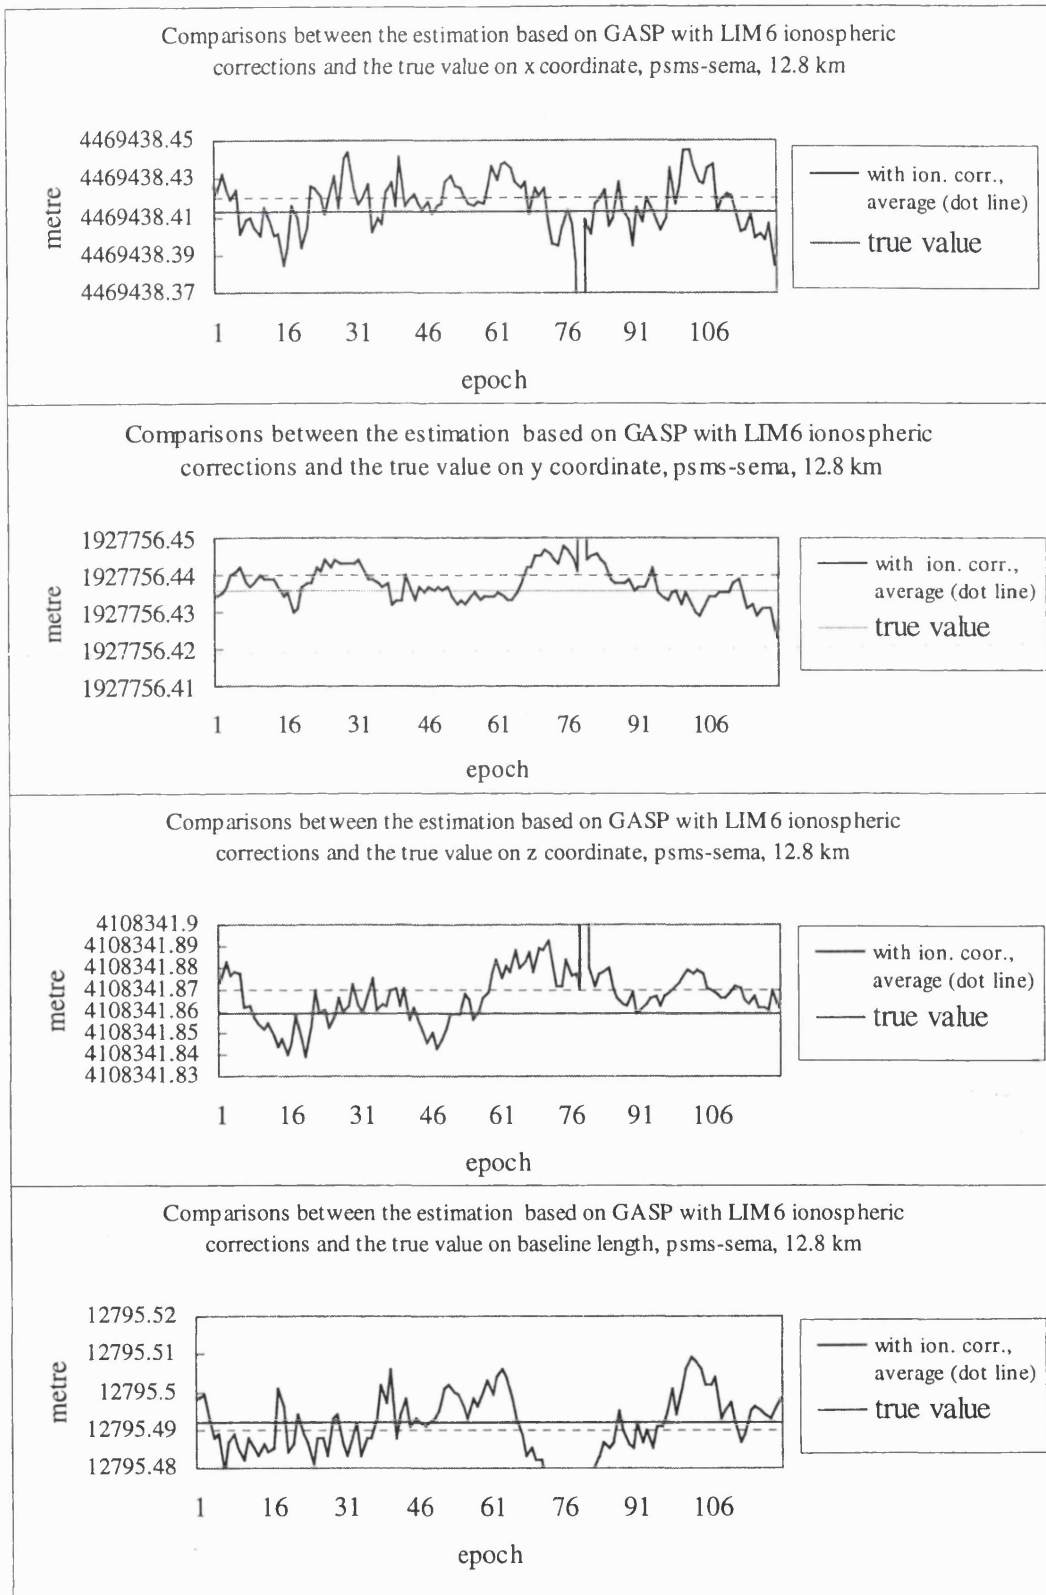 Comparisons between the estimation based on GASP with LIM6 ionospheric
corrections and the true value on x coordinate, psms-sema, 12.8 km
4469438.45
4469438.43
4469438.41
4469438.39
4469438.37
metre
1 16 31 46 61 76 91 106
epoch
with ion. corr.,
average (dot line)
true value
Comparisons between the estimation based on GASP with LIM6 ionospheric
corrections and the true value on y coordinate, psms-sema, 12.8 km
1927756.45
1927756.44
1927756.43
1927756.42
1927756.41
metre
1 16 31 46 61 76 91 106
epoch
with ion. corr.,
average (dot line)
true value
Comparisons between the estimation based on GASP with LIM6 ionospheric
corrections and the true value on z coordinate, psms-sema, 12.8 km
4108341.9
4108341.89
4108341.88
4108341.87
4108341.86
4108341.85
4108341.84
4108341.83
metre
1 16 31 46 61 76 91 106
epoch
with ion. coor.,
average (dot line)
true value
Comparisons between the estimation based on GASP with LIM6 ionospheric
corrections and the true value on baseline length, psms-sema, 12.8 km
12795.52
12795.51
12795.5
12795.49
12795.48
metre
1 16 31 46 61 76 91 106
epoch
with ion. corr.,
average (dot line)
true value